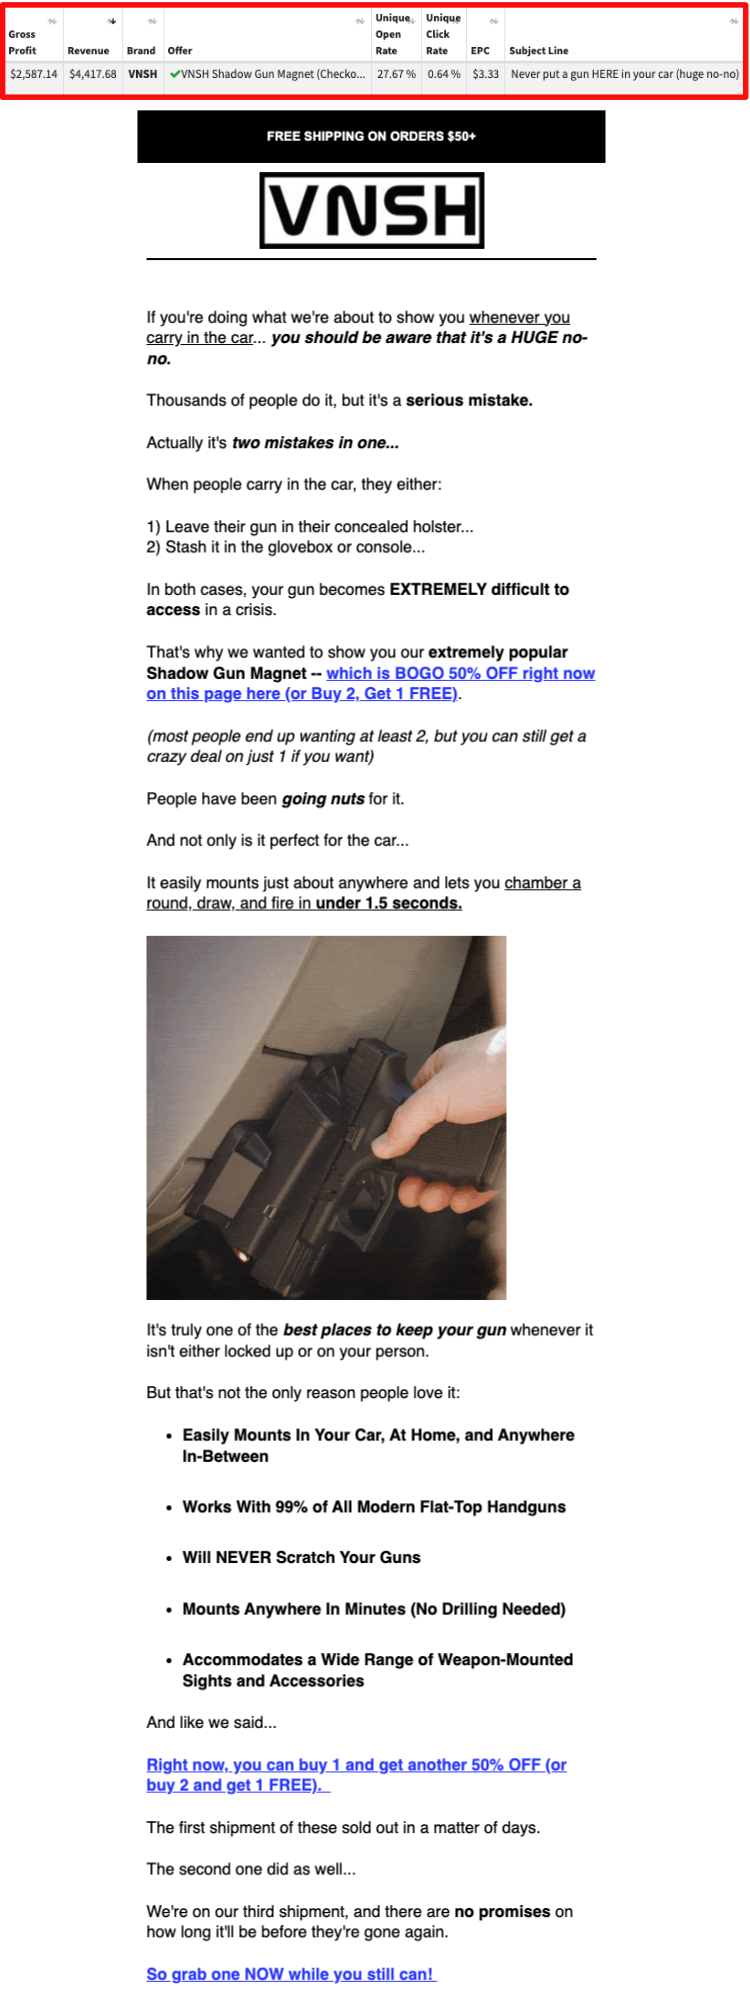 Gross Profit Revenue Brand Offer Unique Open Rate Unique Click Rate EPC Subject Line
$2,587.14 $4,417.68 VNSH ✔VNSH Shadow Gun Magnet (Checko... 27.67 % 0.64 % $3.33 Never put a gun HERE in your car (huge no-no)
FREE SHIPPING ON ORDERS $50+
VNSH
If you're doing what we're about to show you whenever you
carry in the car... you should be aware that it's a HUGE no-
no.
Thousands of people do it, but it's a serious mistake.
Actually it's two mistakes in one...
When people carry in the car, they either:
1) Leave their gun in their concealed holster...
2) Stash it in the glovebox or console...
In both cases, your gun becomes EXTREMELY difficult to
access in a crisis.
That's why we wanted to show you our extremely popular
Shadow Gun Magnet -- which is BOGO 50% OFF right now
on this page here (or Buy 2, Get 1 FREE).
(most people end up wanting at least 2, but you can still get a
crazy deal on just 1 if you want)
People have been going nuts for it.
And not only is it perfect for the car...
It easily mounts just about anywhere and lets you chamber a
round, draw, and fire in under 1.5 seconds.
It's truly one of the best places to keep your gun whenever it
isn't either locked up or on your person.
But that's not the only reason people love it:
• Easily Mounts In Your Car, At Home, and Anywhere
In-Between
• Works With 99% of All Modern Flat-Top Handguns
• Will NEVER Scratch Your Guns
• Mounts Anywhere In Minutes (No Drilling Needed)
• Accommodates a Wide Range of Weapon-Mounted
Sights and Accessories
And like we said...
Right now, you can buy 1 and get another 50% OFF (or
buy 2 and get 1 FREE).
The first shipment of these sold out in a matter of days.
The second one did as well...
We're on our third shipment, and there are no promises on
how long it'll be before they're gone again.
So grab one NOW while you still can!